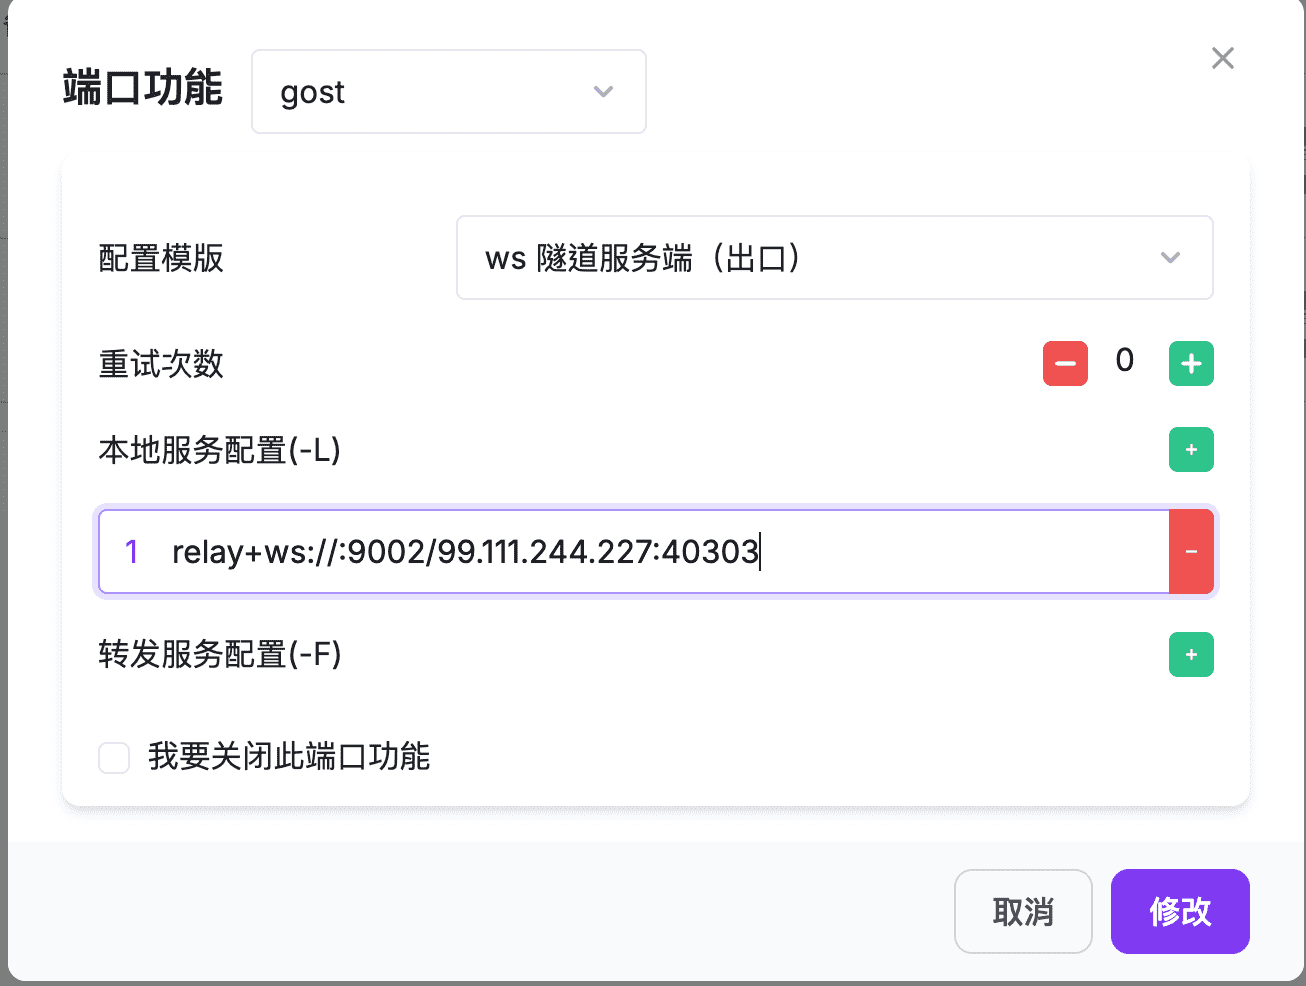 端口功能 gost
配置模版 ws 隧道服务端（出口）
重试次数 0
本地服务配置(-L)
1 relay+ws://:9002/99.111.244.227:40303
转发服务配置(-F)
我要关闭此端口功能
取消 修改